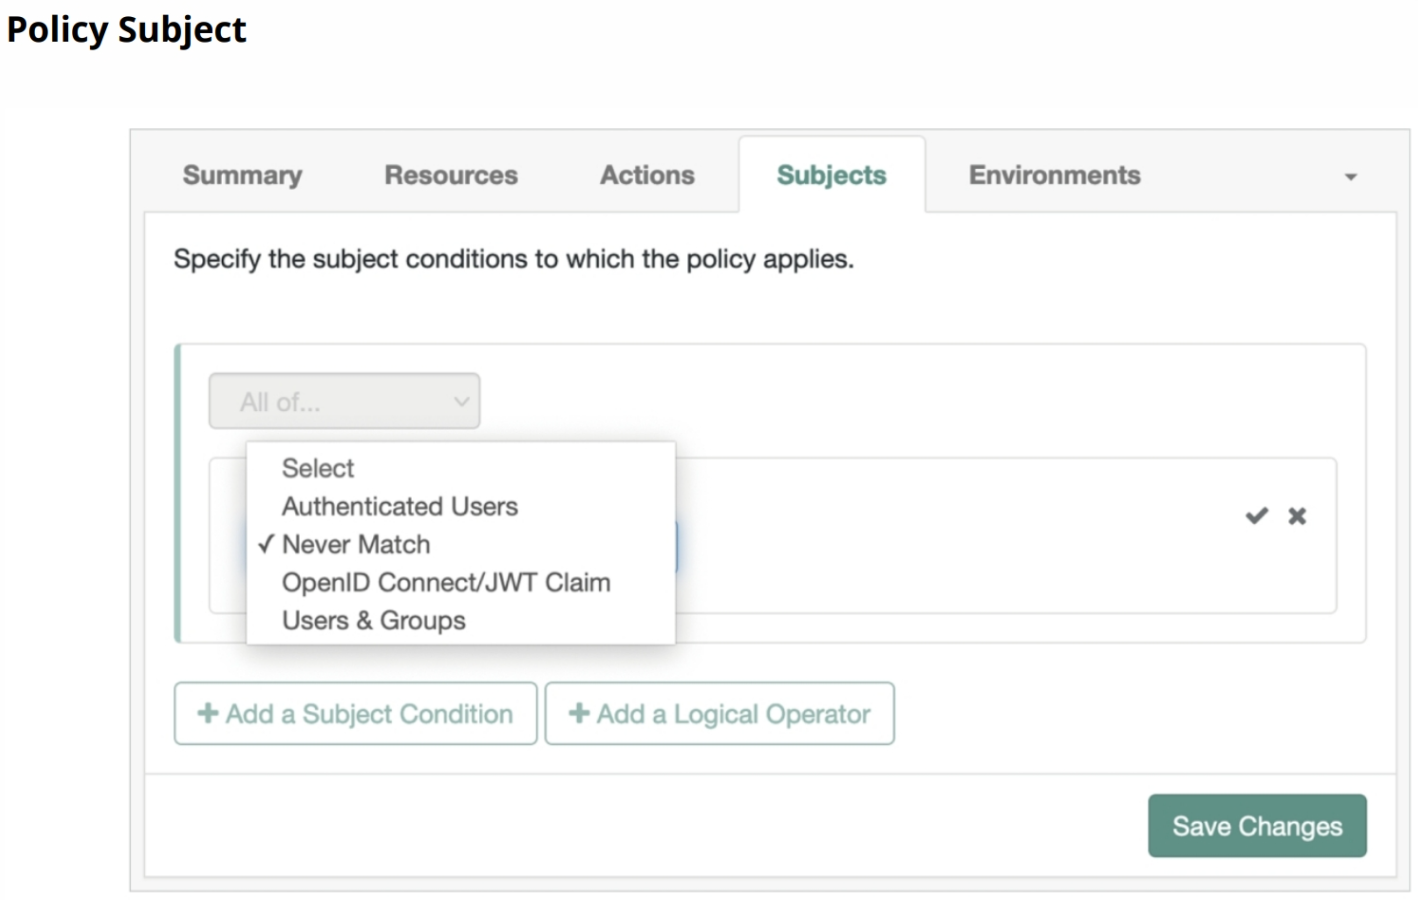 Policy Subject
Summary Resources Actions Subjects Environments
Specify the subject conditions to which the policy applies.
All of...
Select
Authenticated Users
✓ Never Match
OpenID Connect/JWT Claim
Users & Groups
+ Add a Subject Condition + Add a Logical Operator
Save Changes